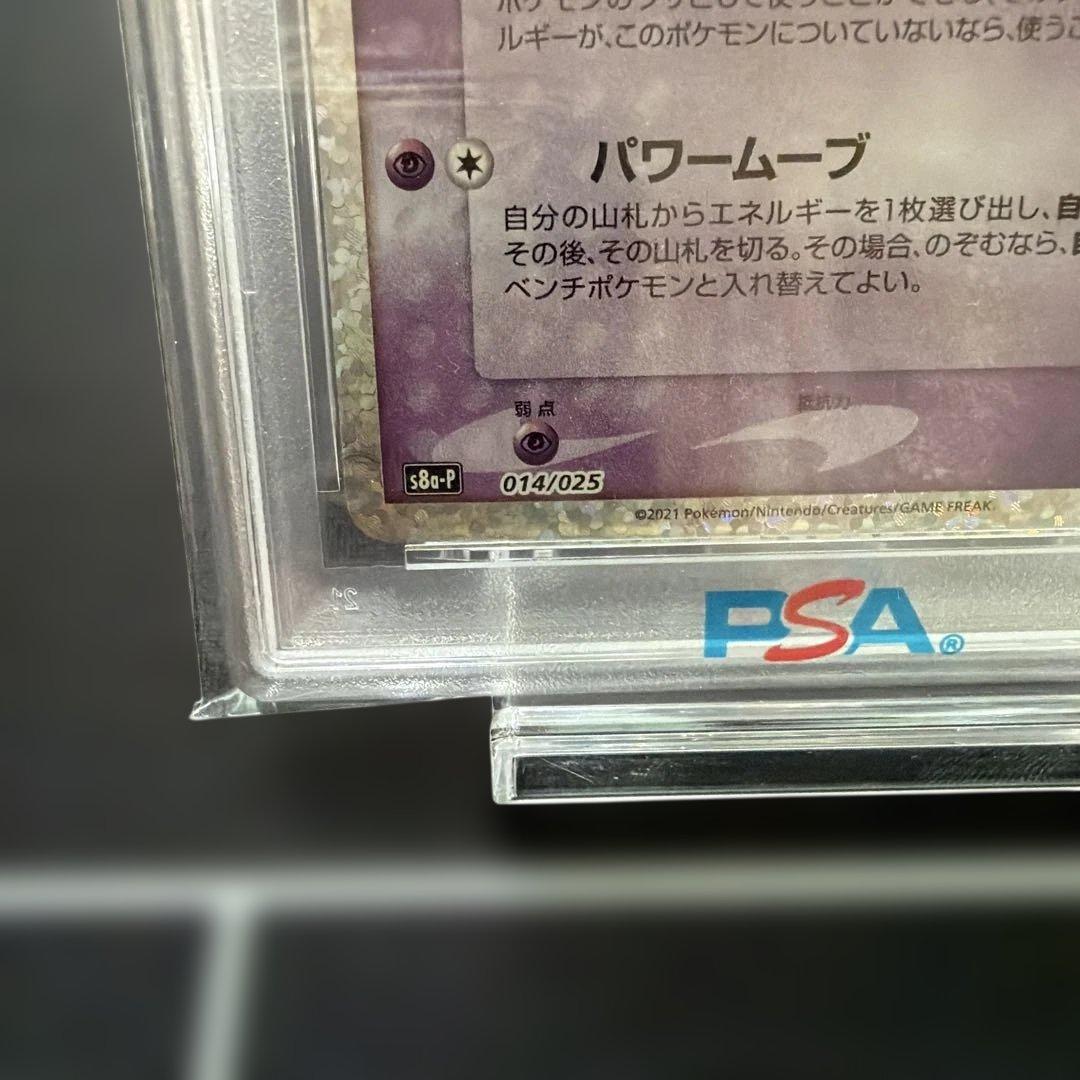 ルギーが、このポケモンについていないなら、使うこ
パワームーブ
自分の山札からエネルギーを1枚選び出し、自
その後、その山札を切る。その場合、のぞむなら、自
ベンチポケモンと入れ替えてよい。
弱点
抵抗力
s8a-P
014/025
©2021 Pokémon/Nintendo/Creatures/GAME FREAK.
PSA®